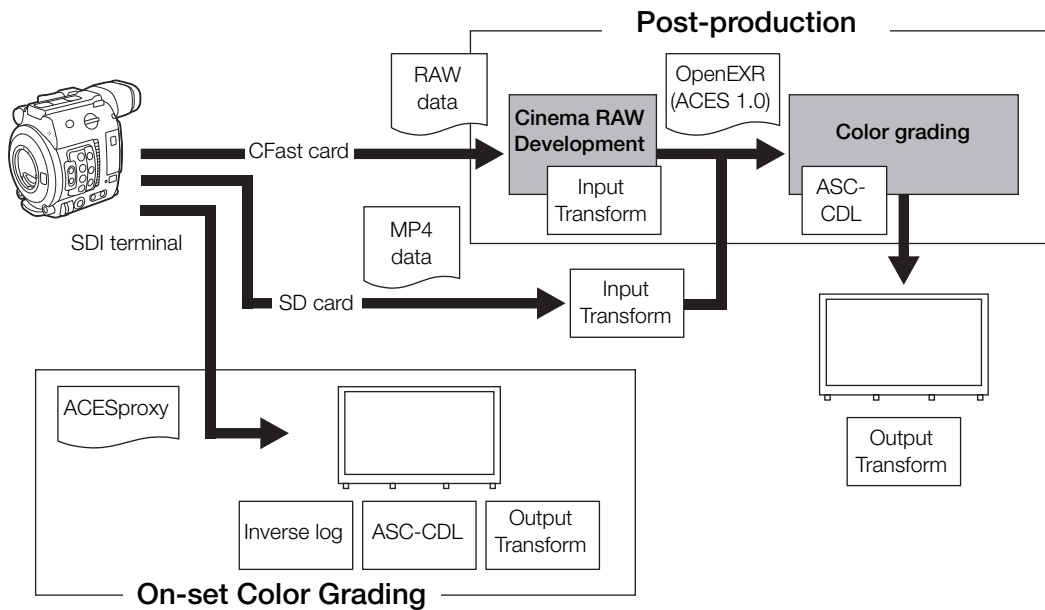 Post-production
RAW
data
OpenEXR
(ACES 1.0)
Cinema RAW
Development
Color grading
CFast card
Input
Transform
ASC-
CDL
SDI terminal
MP4
data
SD card
Input
Transform
ACESproxy
Output
Transform
Inverse log
ASC-CDL
Output
Transform
On-set Color Grading